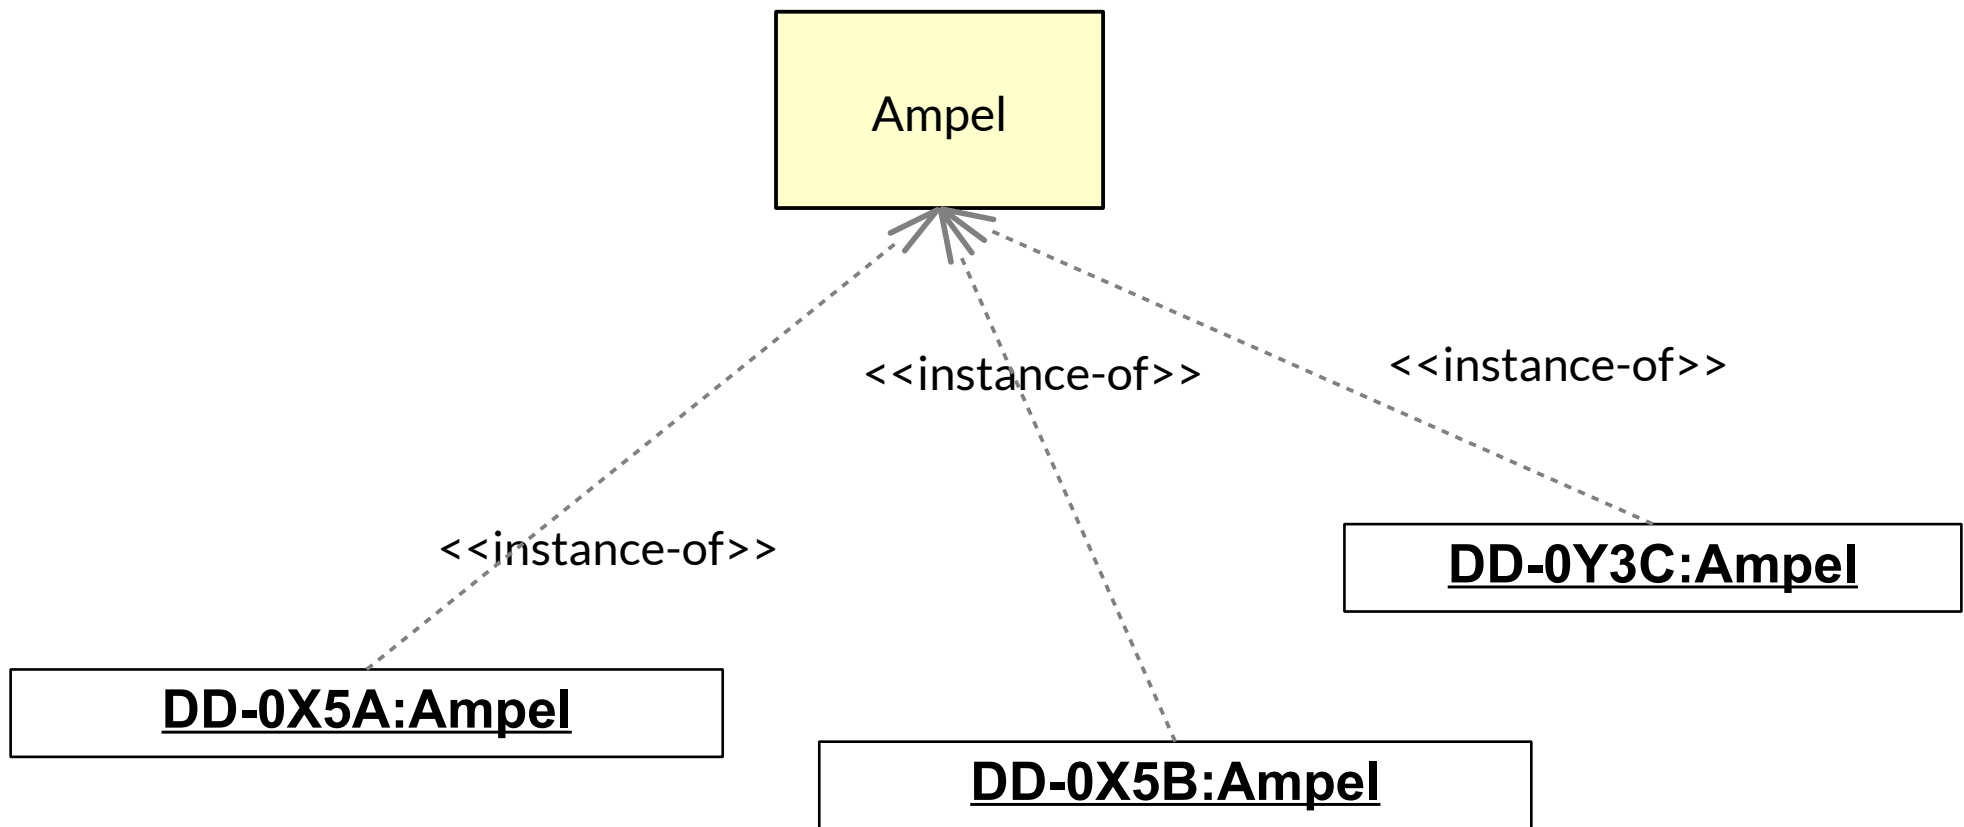 Ampel
<<instance-of>>
<<instance-of>>
<<instance-of>>
DD-0Y3C:Ampel
DD-0X5A:Ampel
DD-0X5B:Ampel